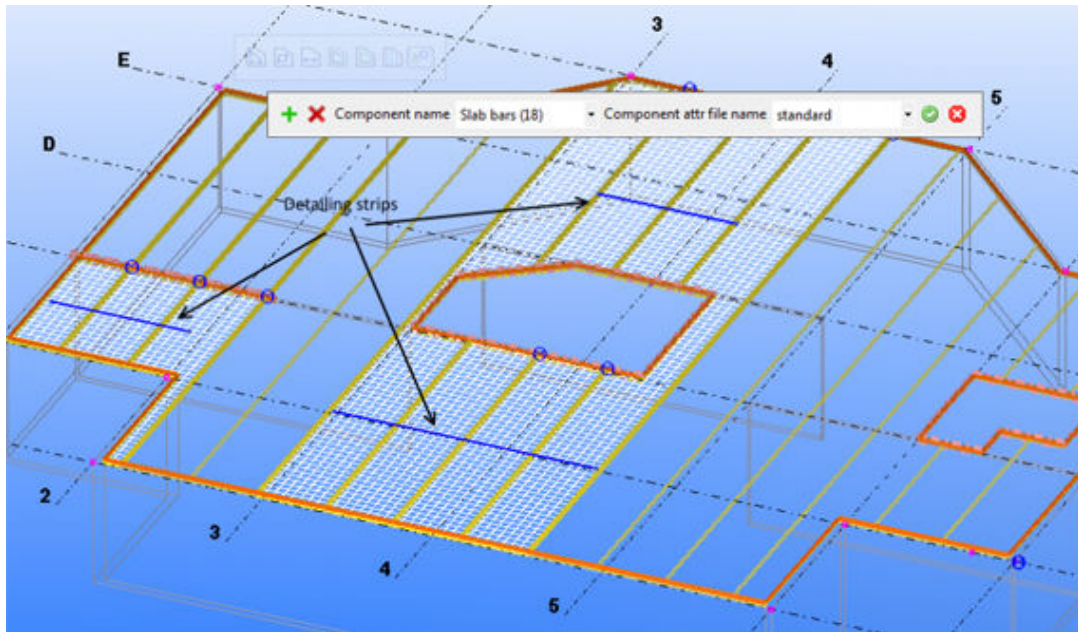 3
E
4
5
Component name Slab bars (18) Component attr file name standard
D
Detailing strips
2
3
4
5